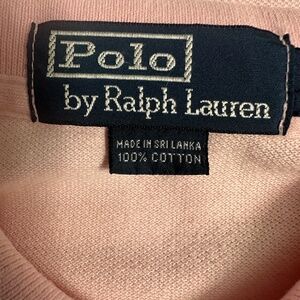 Polo
by Ralph Lauren
MADE IN SRI LANKA
100% COTTON